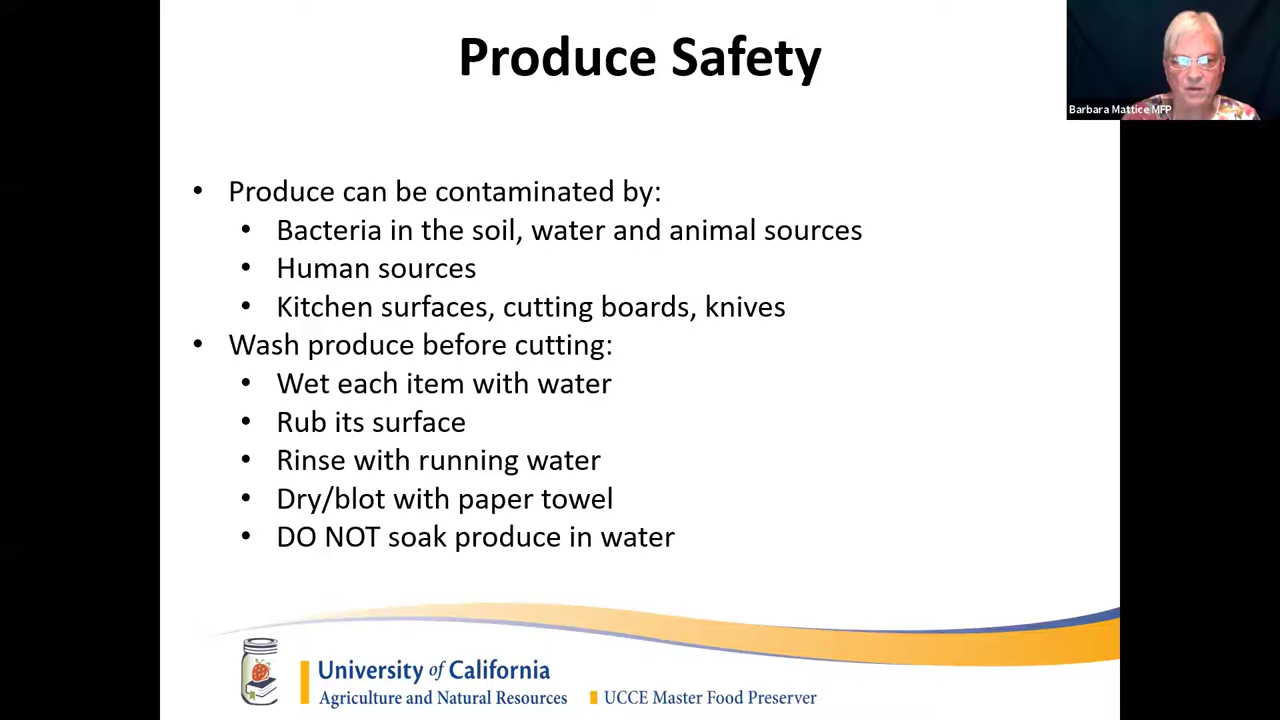 Produce Safety
Barbara Mattice MFP
• Produce can be contaminated by:
• Bacteria in the soil, water and animal sources
• Human sources
• Kitchen surfaces, cutting boards, knives
• Wash produce before cutting:
• Wet each item with water
• Rub its surface
• Rinse with running water
• Dry/blot with paper towel
• DO NOT soak produce in water
University of California
Agriculture and Natural Resources UCCE Master Food Preserver